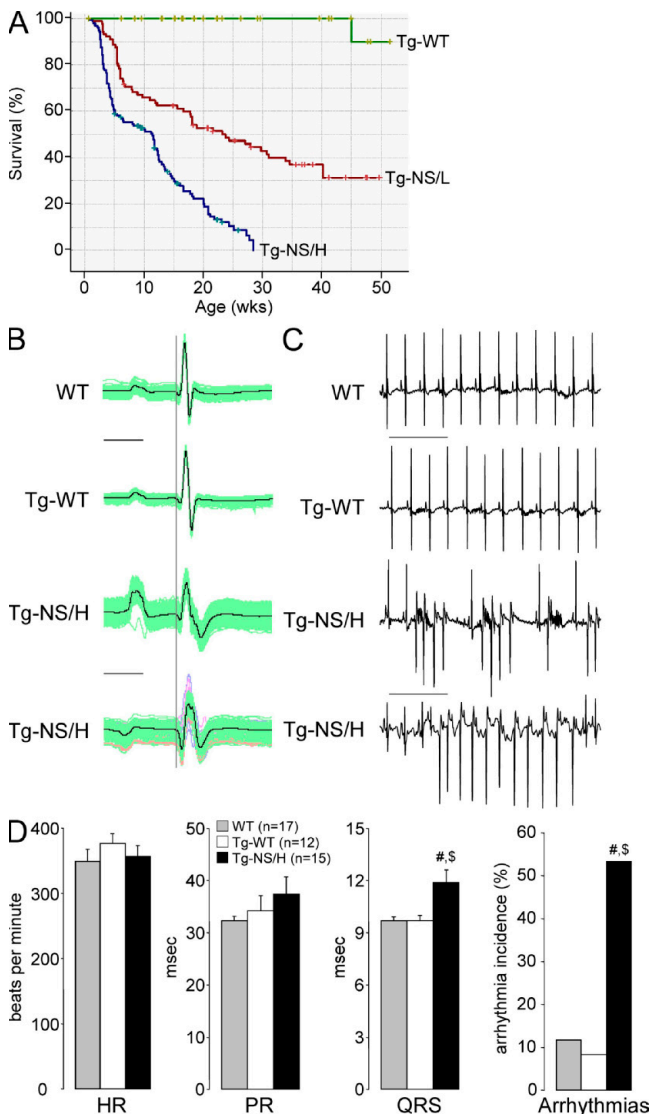 A
Survival (%)
100
80
60
40
20
0
Tg-WT
Tg-NS/L
Tg-NS/H
0 10 20 30 40 50
Age (wks)
B
WT
Tg-WT
Tg-NS/H
Tg-NS/H
C
WT
Tg-WT
Tg-NS/H
Tg-NS/H
D
beats per minute
400
300
200
100
0
HR
msec
50
40
30
20
10
0
PR
WT (n=17)
Tg-WT (n=12)
Tg-NS/H (n=15)
msec
15
12
9
6
3
0
#,$
QRS
arrhythmia incidence (%)
60
50
40
30
20
10
0
#,$
Arrhythmias